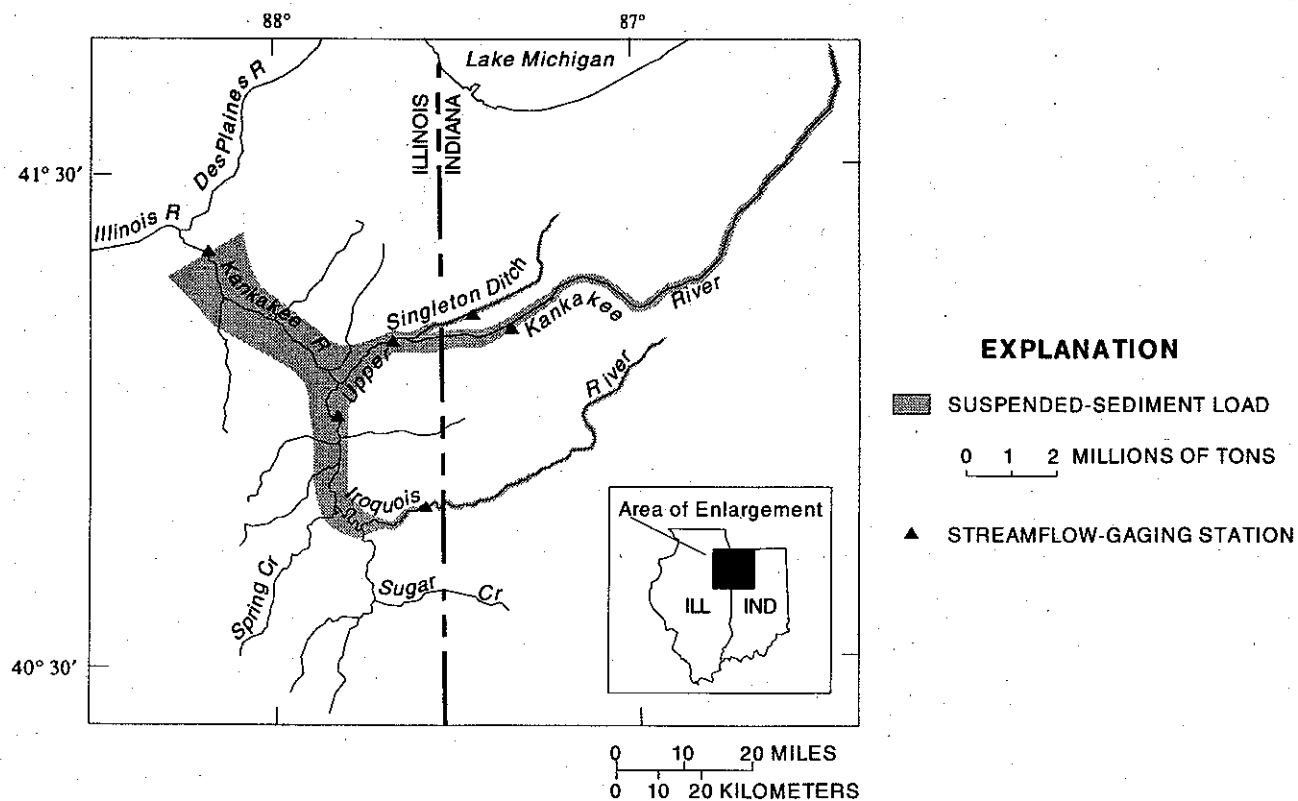 88°
87°
Lake Michigan
DesPlaines R
ILLINOIS
INDIANA
41° 30′
Illinois R
Kankakee R
Singleton Ditch
Upper Kankakee River
Iroquois River
Spring Cr
Sugar Cr
40° 30′
EXPLANATION
SUSPENDED-SEDIMENT LOAD
0 1 2 MILLIONS OF TONS
STREAMFLOW-GAGING STATION
Area of Enlargement
ILL IND
0 10 20 MILES
0 10 20 KILOMETERS